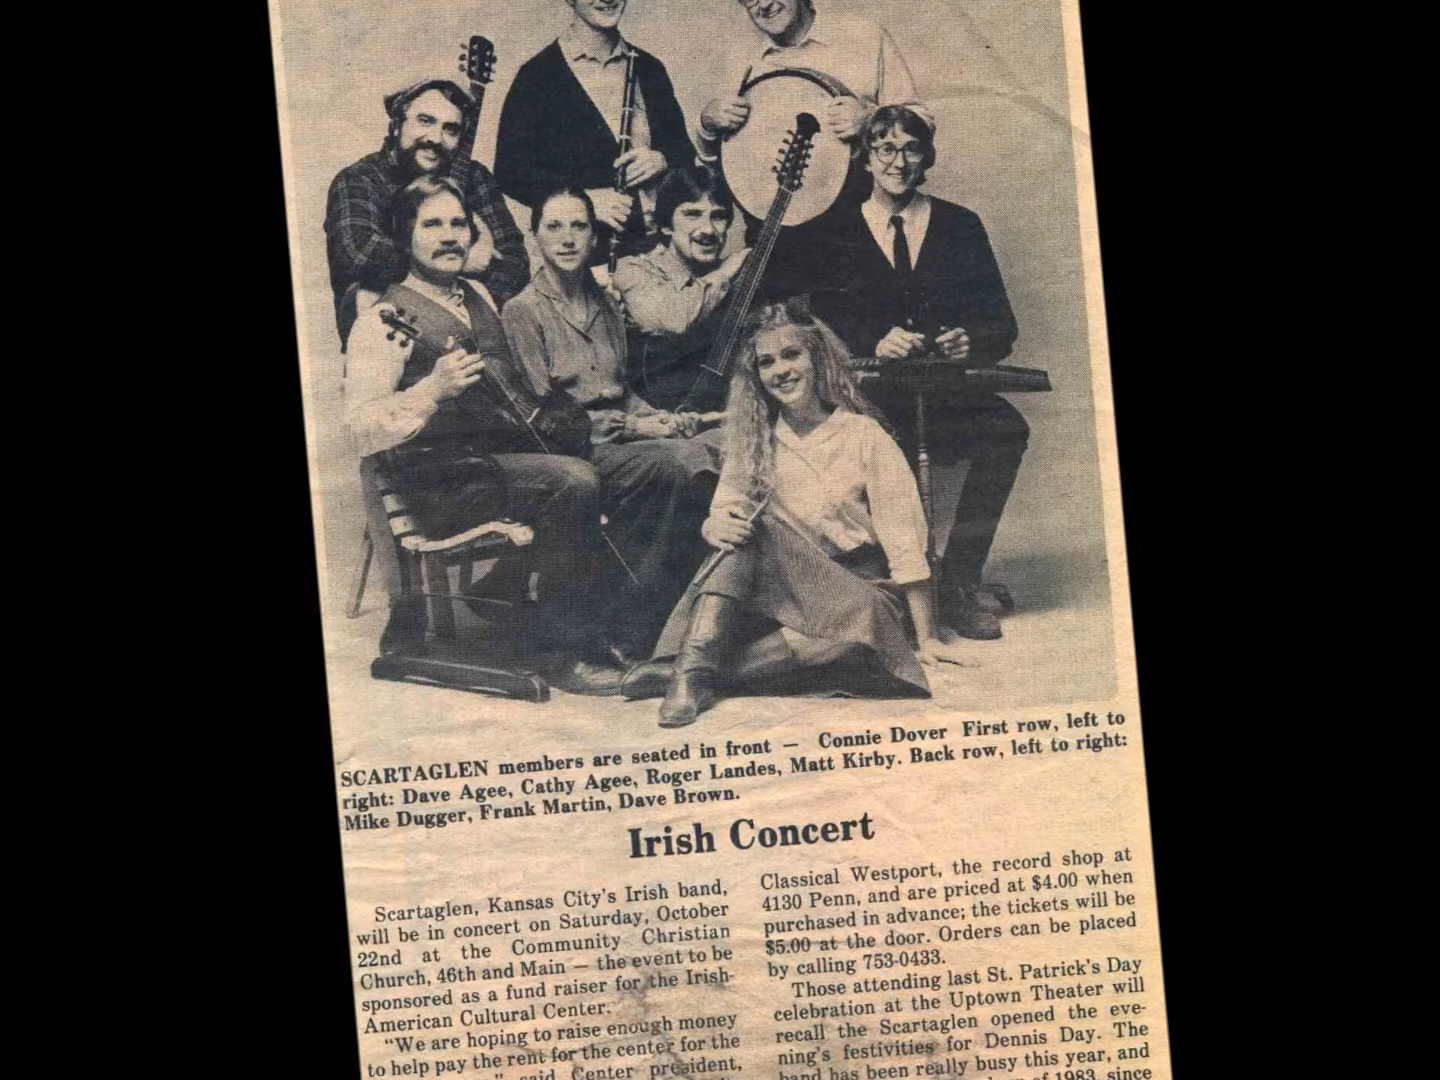 SCARTAGLEN members are seated in front — Connie Dover First row, left to
right: Dave Agee, Cathy Agee, Roger Landes, Matt Kirby. Back row, left to right:
Mike Dugger, Frank Martin, Dave Brown.
Irish Concert
Scartaglen, Kansas City's Irish band,
will be in concert on Saturday, October
22nd at the Community Christian
Church, 46th and Main — the event to be
sponsored as a fund raiser for the Irish-
American Cultural Center.
"We are hoping to raise enough money
to help pay the rent for the center for the
said Center president,
Classical Westport, the record shop at
4130 Penn, and are priced at $4.00 when
purchased in advance; the tickets will be
$5.00 at the door. Orders can be placed
by calling 753-0433.
Those attending last St. Patrick's Day
celebration at the Uptown Theater will
recall the Scartaglen opened the eve-
ning's festivities for Dennis Day. The
band has been really busy this year, and
of 1983, since